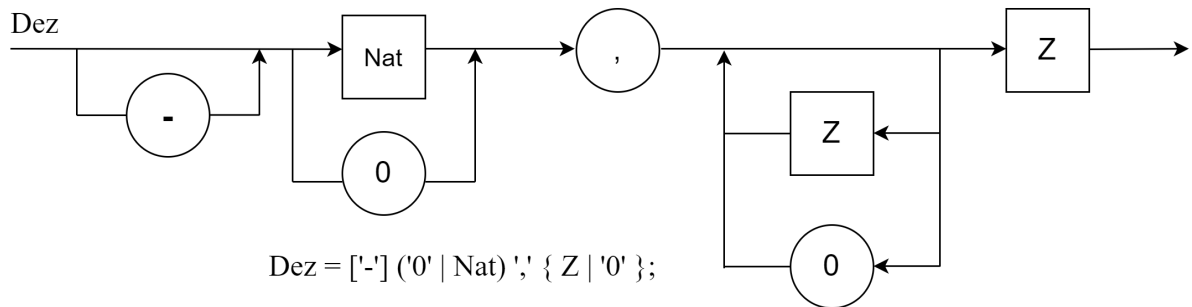 Dez
- Nat 0 , Z 0 Z
Dez = ['-'] ('0' | Nat) ',' { Z | '0' };